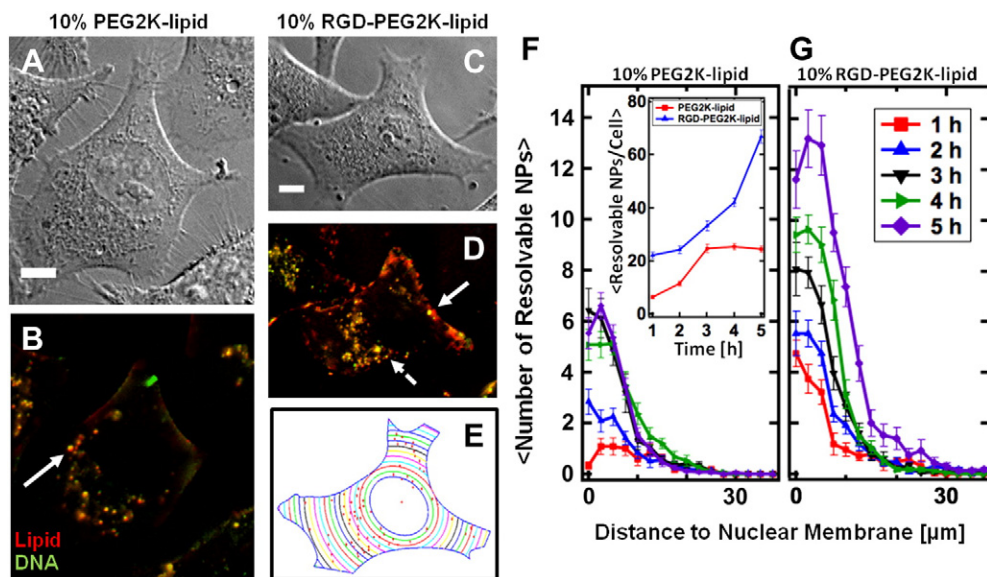 10% PEG2K-lipid
10% RGD-PEG2K-lipid
A
C
B
D
E
Lipid
DNA
F
G
10% PEG2K-lipid
10% RGD-PEG2K-lipid
<Number of Resolvable NPs>
14
12
10
8
6
4
2
0
<Resolvable NPs/Cell>
80
60
40
20
0
PEG2K-lipid
RGD-PEG2K-lipid
1 2 3 4 5
Time [h]
1 h
2 h
3 h
4 h
5 h
0 30 0 30
Distance to Nuclear Membrane [µm]